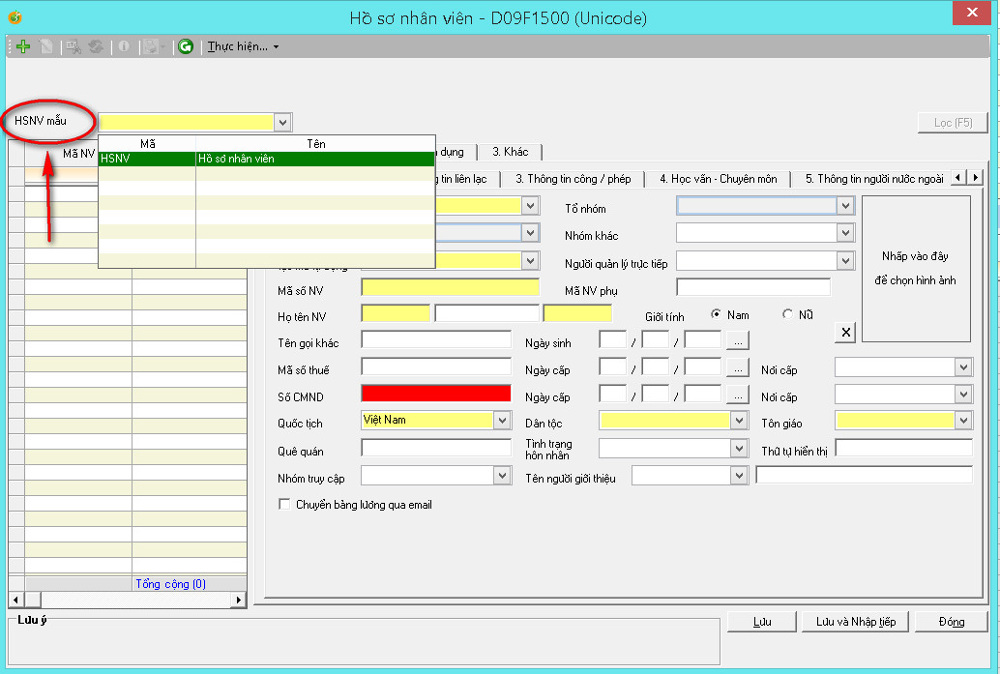 Hồ sơ nhân viên - D09F1500 (Unicode)
Thực hiện...
HSNV mẫu
Lọc (F5)
Mã Tên
HSNV Hồ sơ nhân viên
Mã NV
dụng 3. Khác
tin liên lạc 3. Thông tin công / phép 4. Học vấn - Chuyên môn 5. Thông tin người nước ngoài
Tổ nhóm
Nhóm khác
Người quản lý trực tiếp
Nhấp vào đây
để chọn hình ảnh
Mã số NV Mã NV phụ
Họ tên NV Giới tính Nam Nữ
X
Tên gọi khác Ngày sinh / / ...
Mã số thuế Ngày cấp / / ... Nơi cấp
Số CMND Ngày cấp / / ... Nơi cấp
Quốc tịch Việt Nam Dân tộc Tôn giáo
Quê quán Tình trạng hôn nhân Thứ tự hiển thị
Nhóm truy cập Tên người giới thiệu
Chuyển bảng lương qua email
Tổng cộng (0)
Lưu ý
Lưu Lưu và Nhập tiếp Đóng